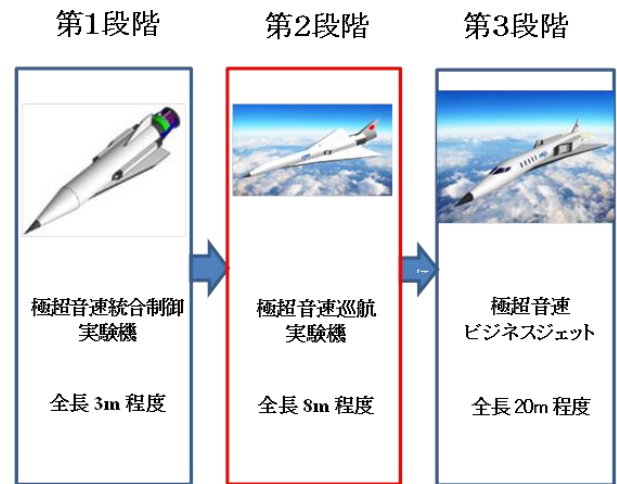 第1段階
第2段階
第3段階
極超音速統合制御
実験機
全長 3m 程度
極超音速巡航
実験機
全長 8m 程度
極超音速
ビジネスジェット
全長 20m 程度